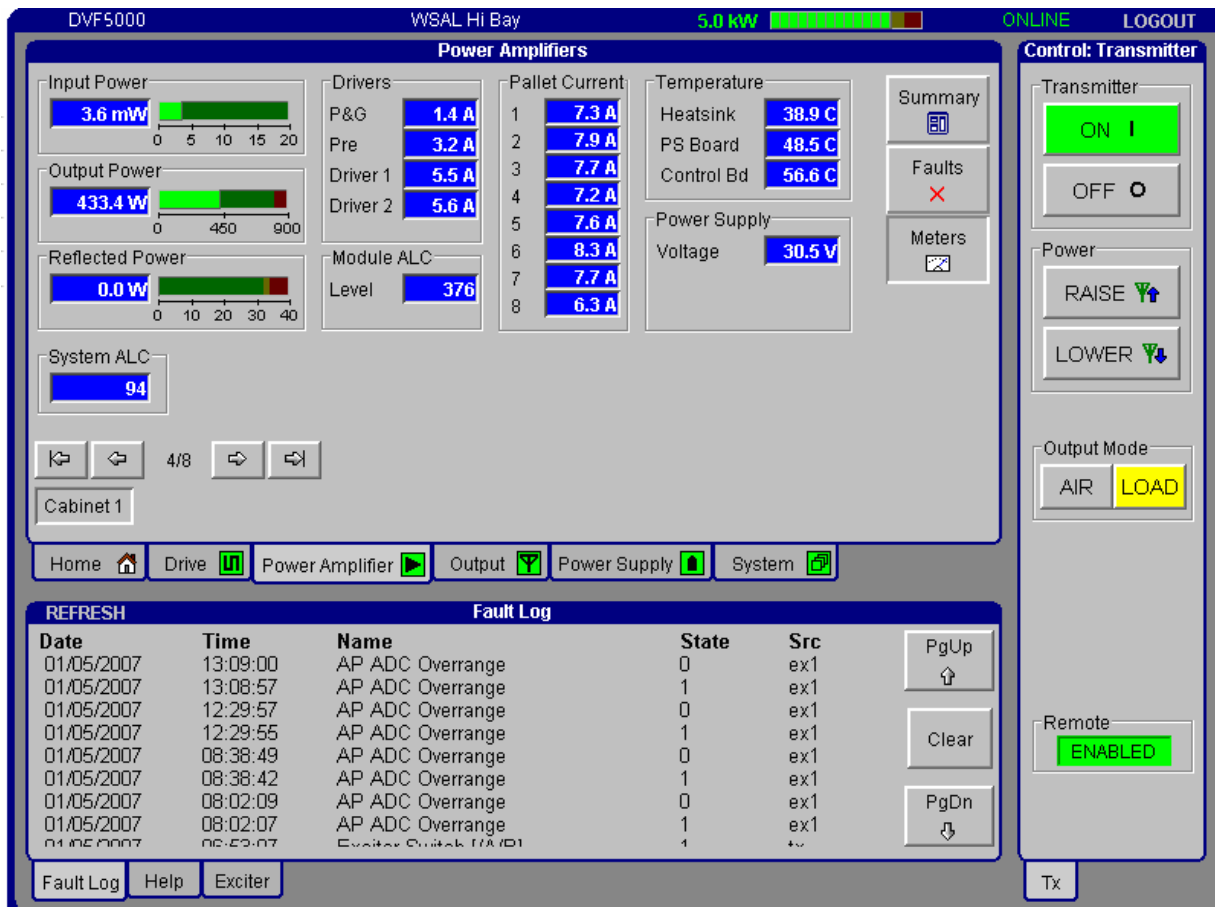 DVF5000 WSAL Hi Bay 5.0 kW ONLINE LOGOUT
Power Amplifiers
Input Power
3.6 mW
0 5 10 15 20
Output Power
433.4 W
0 450 900
Reflected Power
0.0 W
0 10 20 30 40
System ALC
94
Drivers
P&G 1.4 A
Pre 3.2 A
Driver 1 5.5 A
Driver 2 5.6 A
Module ALC
Level 376
Pallet Current
1 7.3 A
2 7.9 A
3 7.7 A
4 7.2 A
5 7.6 A
6 8.3 A
7 7.7 A
8 6.3 A
Temperature
Heatsink 38.9 C
PS Board 48.5 C
Control Bd 56.6 C
Power Supply
Voltage 30.5 V
Summary
Faults
Meters
4/8
Cabinet 1
Home Drive Power Amplifier Output Power Supply System
REFRESH Fault Log
Date Time Name State Src
01/05/2007 13:09:00 AP ADC Overrange 0 ex1
01/05/2007 13:08:57 AP ADC Overrange 1 ex1
01/05/2007 12:29:57 AP ADC Overrange 0 ex1
01/05/2007 12:29:55 AP ADC Overrange 1 ex1
01/05/2007 08:38:49 AP ADC Overrange 0 ex1
01/05/2007 08:38:42 AP ADC Overrange 1 ex1
01/05/2007 08:02:09 AP ADC Overrange 0 ex1
01/05/2007 08:02:07 AP ADC Overrange 1 ex1
PgUp
Clear
PgDn
Fault Log Help Exciter
Control: Transmitter
Transmitter
ON I
OFF O
Power
RAISE
LOWER
Output Mode
AIR LOAD
Remote
ENABLED
Tx